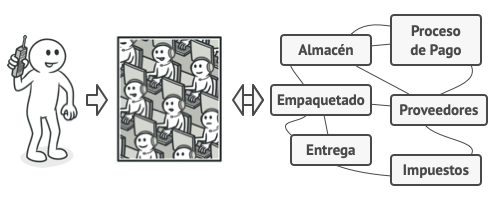 Proceso
de Pago
Almacén
Empaquetado
Proveedores
Entrega
Impuestos